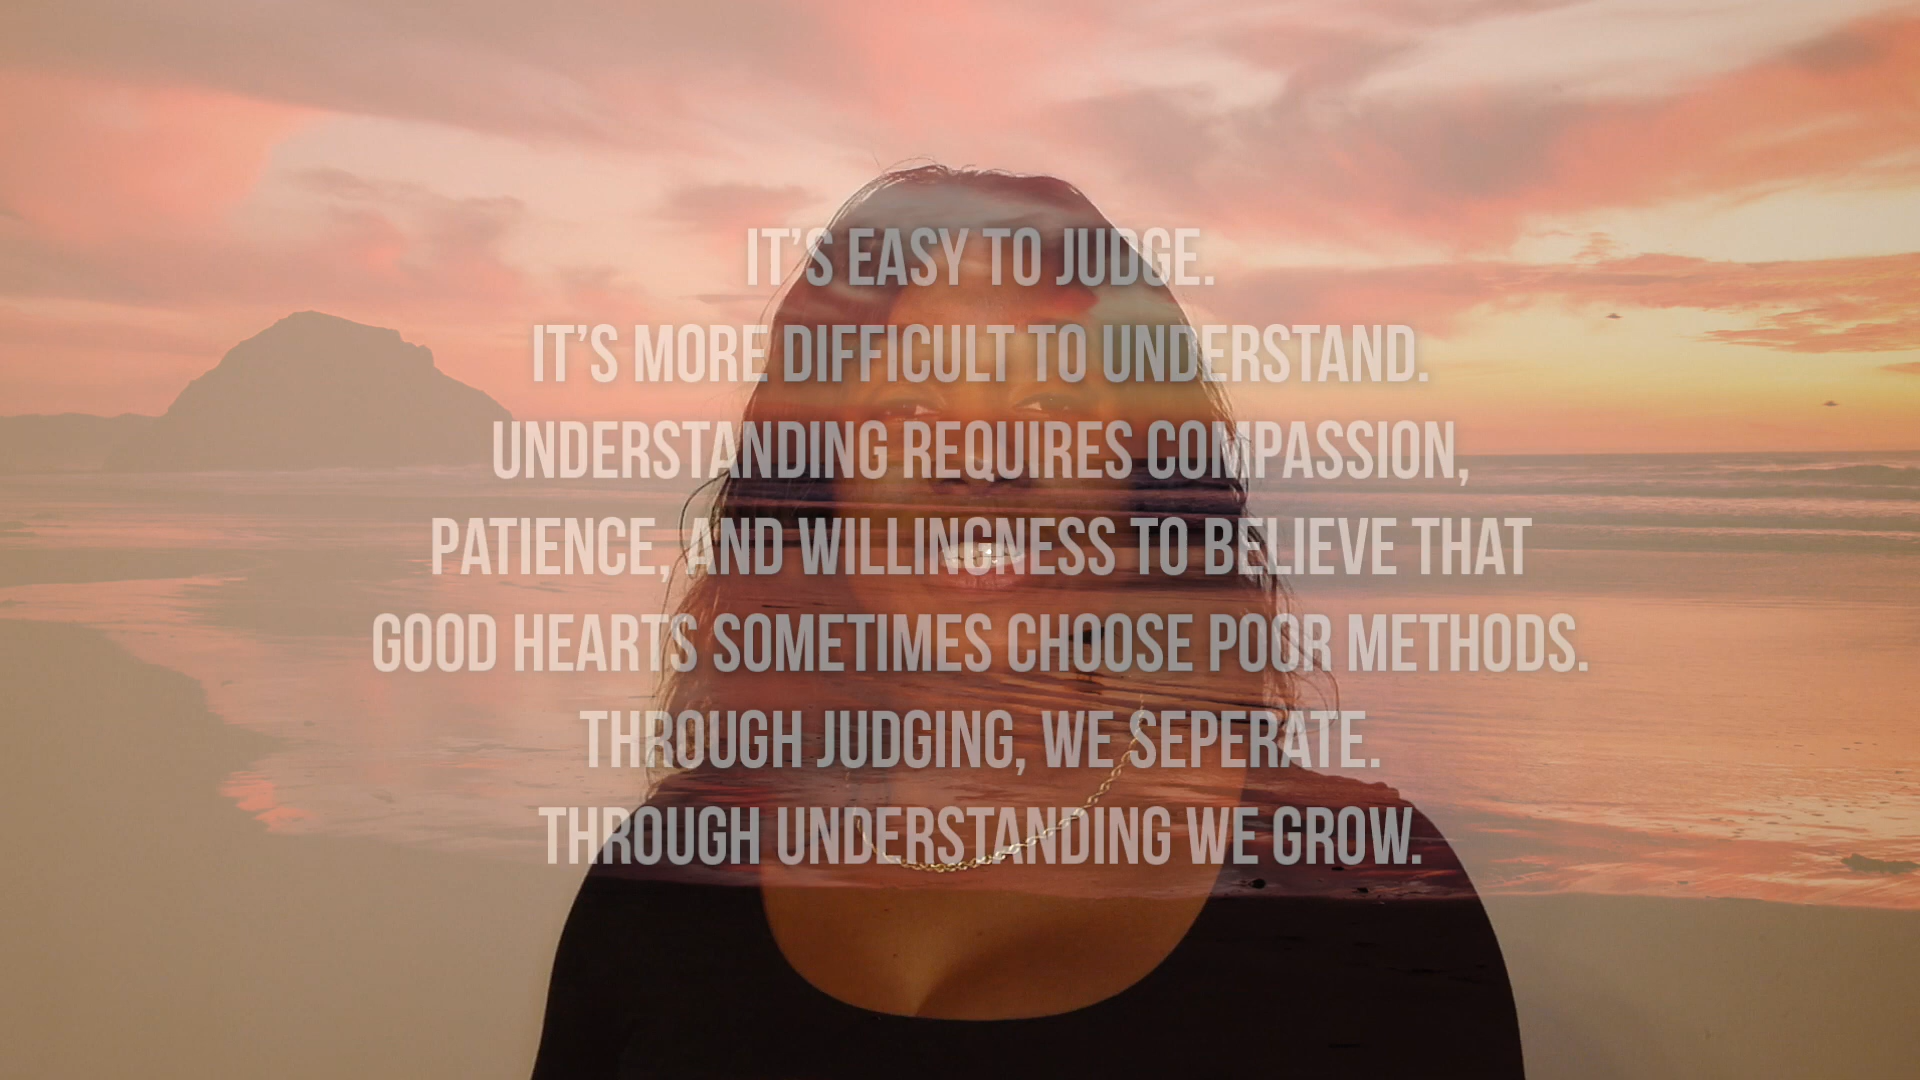 IT’S EASY TO JUDGE.
IT’S MORE DIFFICULT TO UNDERSTAND.
UNDERSTANDING REQUIRES COMPASSION,
PATIENCE, AND WILLINGNESS TO BELIEVE THAT
GOOD HEARTS SOMETIMES CHOOSE POOR METHODS.
THROUGH JUDGING, WE SEPERATE.
THROUGH UNDERSTANDING WE GROW.